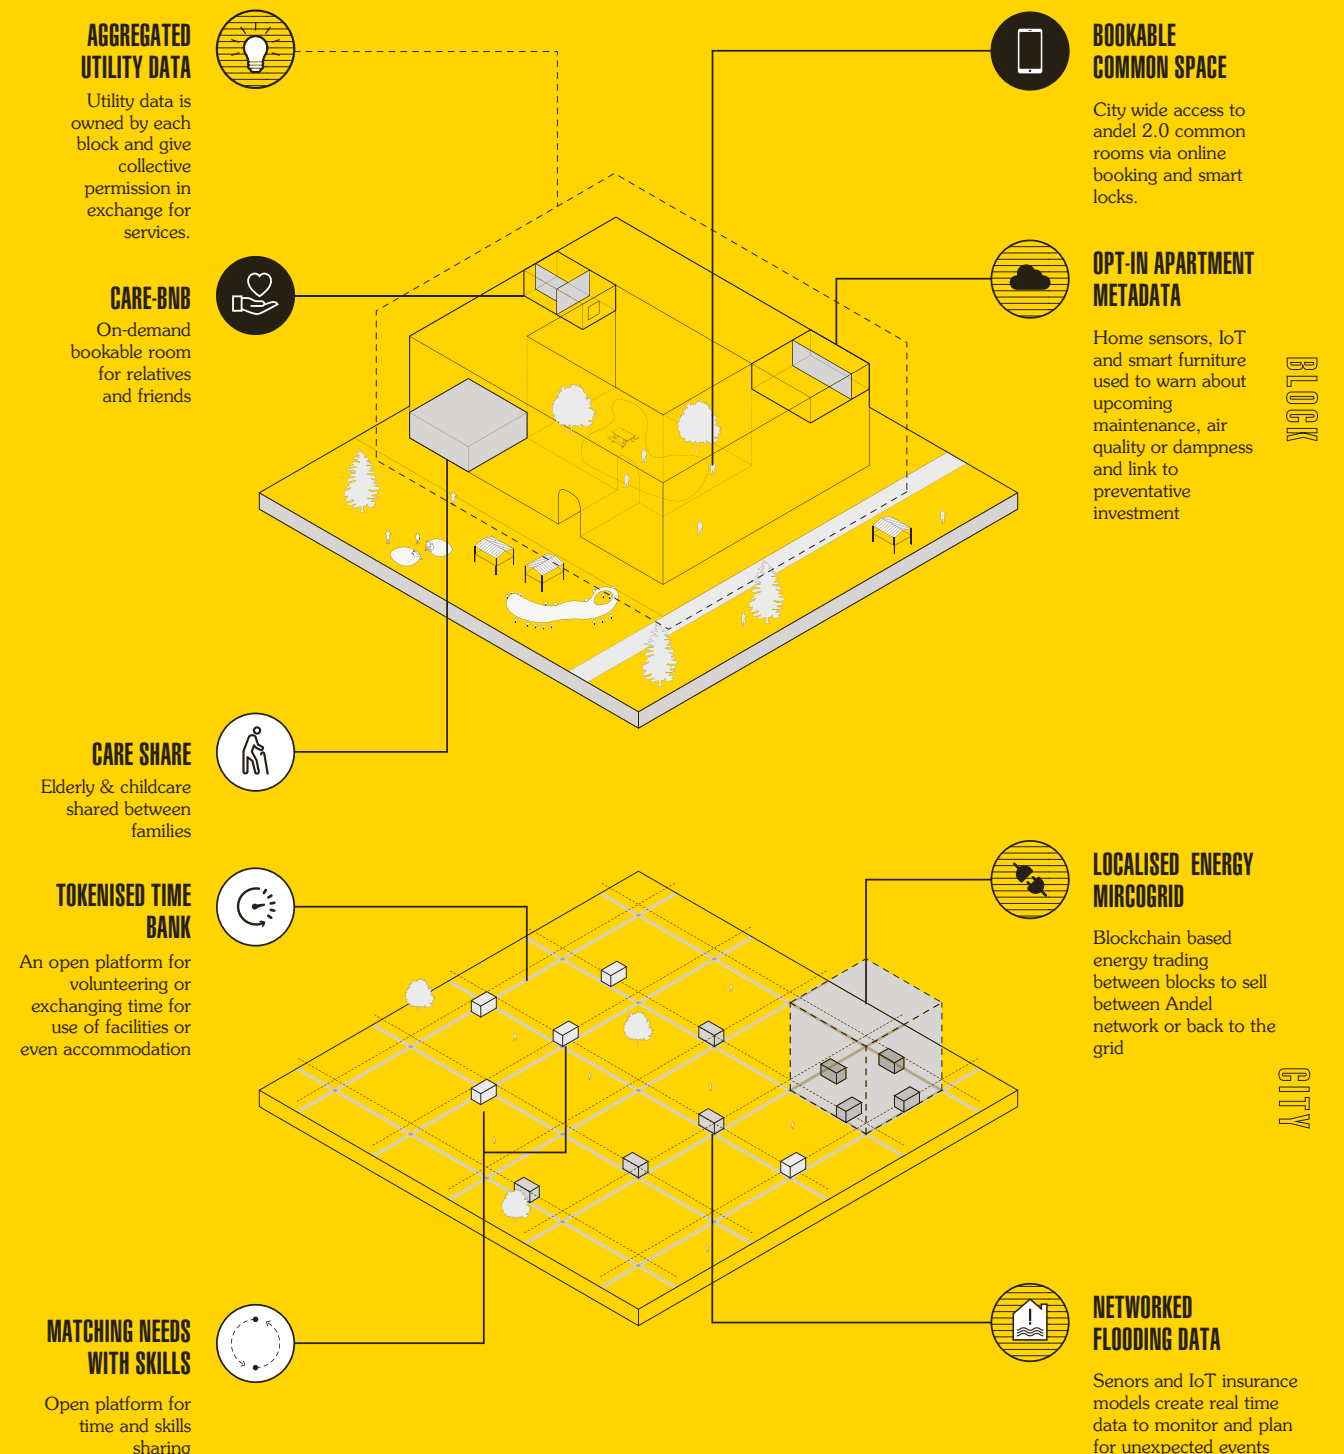 AGGREGATED
UTILITY DATA
Utility data is
owned by each
block and give
collective
permission in
exchange for
services.
BOOKABLE
COMMON SPACE
City wide access to
andel 2.0 common
rooms via online
booking and smart
locks.
CARE-BNB
On-demand
bookable room
for relatives
and friends
OPT-IN APARTMENT
METADATA
Home sensors, IoT
and smart furniture
used to warn about
upcoming
maintenance, air
quality or dampness
and link to
preventative
investment
BLOCK
CARE SHARE
Elderly & childcare
shared between
families
TOKENISED TIME
BANK
An open platform for
volunteering or
exchanging time for
use of facilities or
even accommodation
LOCALISED ENERGY
MIRCOGRID
Blockchain based
energy trading
between blocks to sell
between Andel
network or back to the
grid
CITY
MATCHING NEEDS
WITH SKILLS
Open platform for
time and skills
sharing
NETWORKED
FLOODING DATA
Senors and IoT insurance
models create real time
data to monitor and plan
for unexpected events